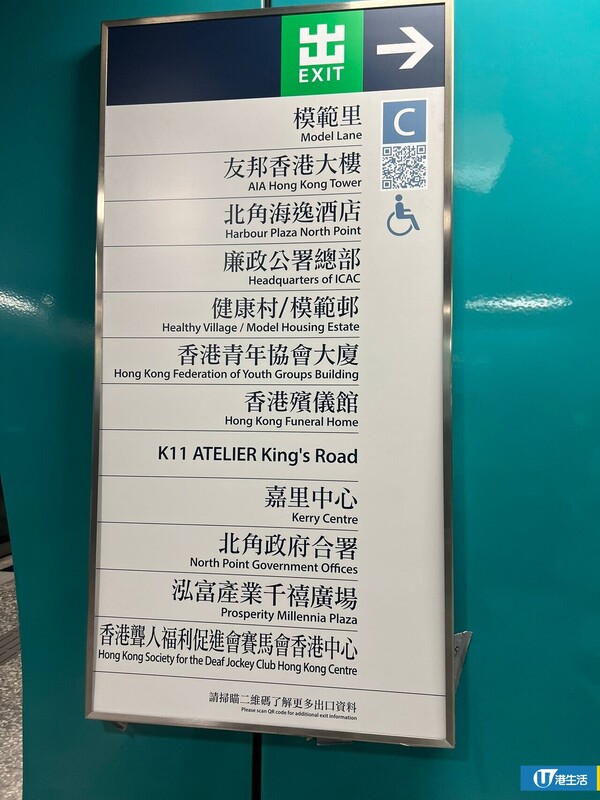 出
EXIT
C
模範里
Model Lane
友邦香港大樓
AIA Hong Kong Tower
北角海逸酒店
Harbour Plaza North Point
廉政公署總部
Headquarters of ICAC
健康村/模範邨
Healthy Village / Model Housing Estate
香港青年協會大廈
Hong Kong Federation of Youth Groups Building
香港殯儀館
Hong Kong Funeral Home
K11 ATELIER King's Road
嘉里中心
Kerry Centre
北角政府合署
North Point Government Offices
泓富產業千禧廣場
Prosperity Millennia Plaza
香港聾人福利促進會賽馬會香港中心
Hong Kong Society for the Deaf Jockey Club Hong Kong Centre
請掃瞄二維碼了解更多出口資料
Please scan QR code for additional exit information
U港生活